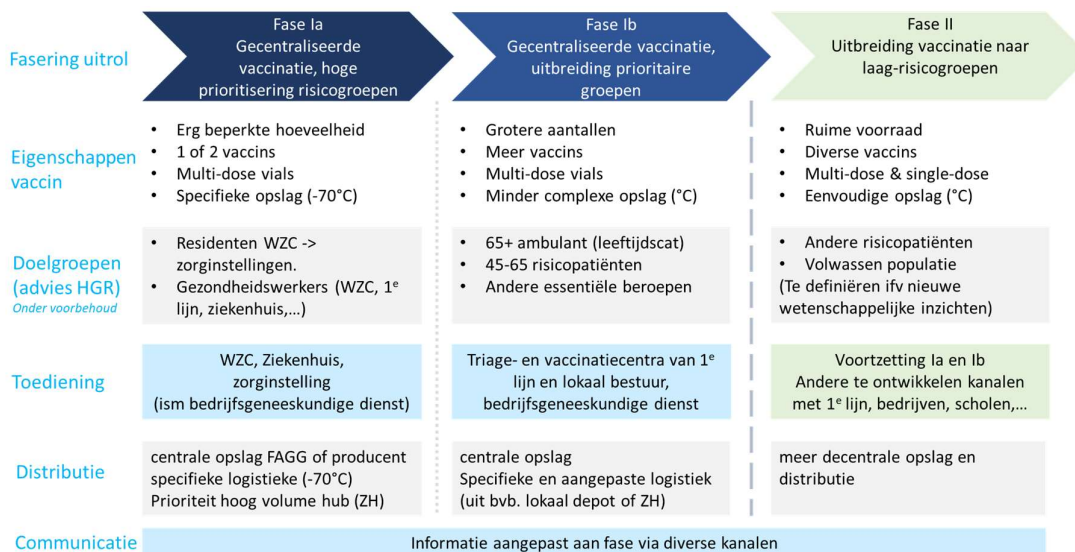 Fasering uitrol
Fase Ia
Gecentraliseerde
vaccinatie, hoge
prioritisering risicogroepen
Fase Ib
Gecentraliseerde vaccinatie,
uitbreiding prioritaire
groepen
Fase II
Uitbreiding vaccinatie naar
laag-risicogroepen
Eigenschappen
vaccin
• Erg beperkte hoeveelheid
• 1 of 2 vaccins
• Multi-dose vials
• Specifieke opslag (-70°C)
• Grotere aantallen
• Meer vaccins
• Multi-dose vials
• Minder complexe opslag (°C)
• Ruime voorraad
• Diverse vaccins
• Multi-dose & single-dose
• Eenvoudige opslag (°C)
Doelgroepen
(advies HGR)
Onder voorbehoud
• Residenten WZC ->
zorginstellingen.
• Gezondheidswerkers (WZC, 1e
lijn, ziekenhuis,...)
• 65+ ambulant (leeftijdscat)
• 45-65 risicopatiënten
• Andere essentiële beroepen
• Andere risicopatiënten
• Volwassen populatie
(Te definiëren ifv nieuwe
wetenschappelijke inzichten)
Toediening
WZC, Ziekenhuis,
zorginstelling
(ism bedrijfsgeneeskundige dienst)
Triage- en vaccinatiecentra van 1e
lijn en lokaal bestuur,
bedrijfsgeneeskundige dienst
Voortzetting Ia en Ib
Andere te ontwikkelen kanalen
met 1e lijn, bedrijven, scholen,...
Distributie
centrale opslag FAGG of producent
specifieke logistieke (-70°C)
Prioriteit hoog volume hub (ZH)
centrale opslag
Specifieke en aangepaste logistiek
(uit bvb. lokaal depot of ZH)
meer decentrale opslag en
distributie
Communicatie
Informatie aangepast aan fase via diverse kanalen